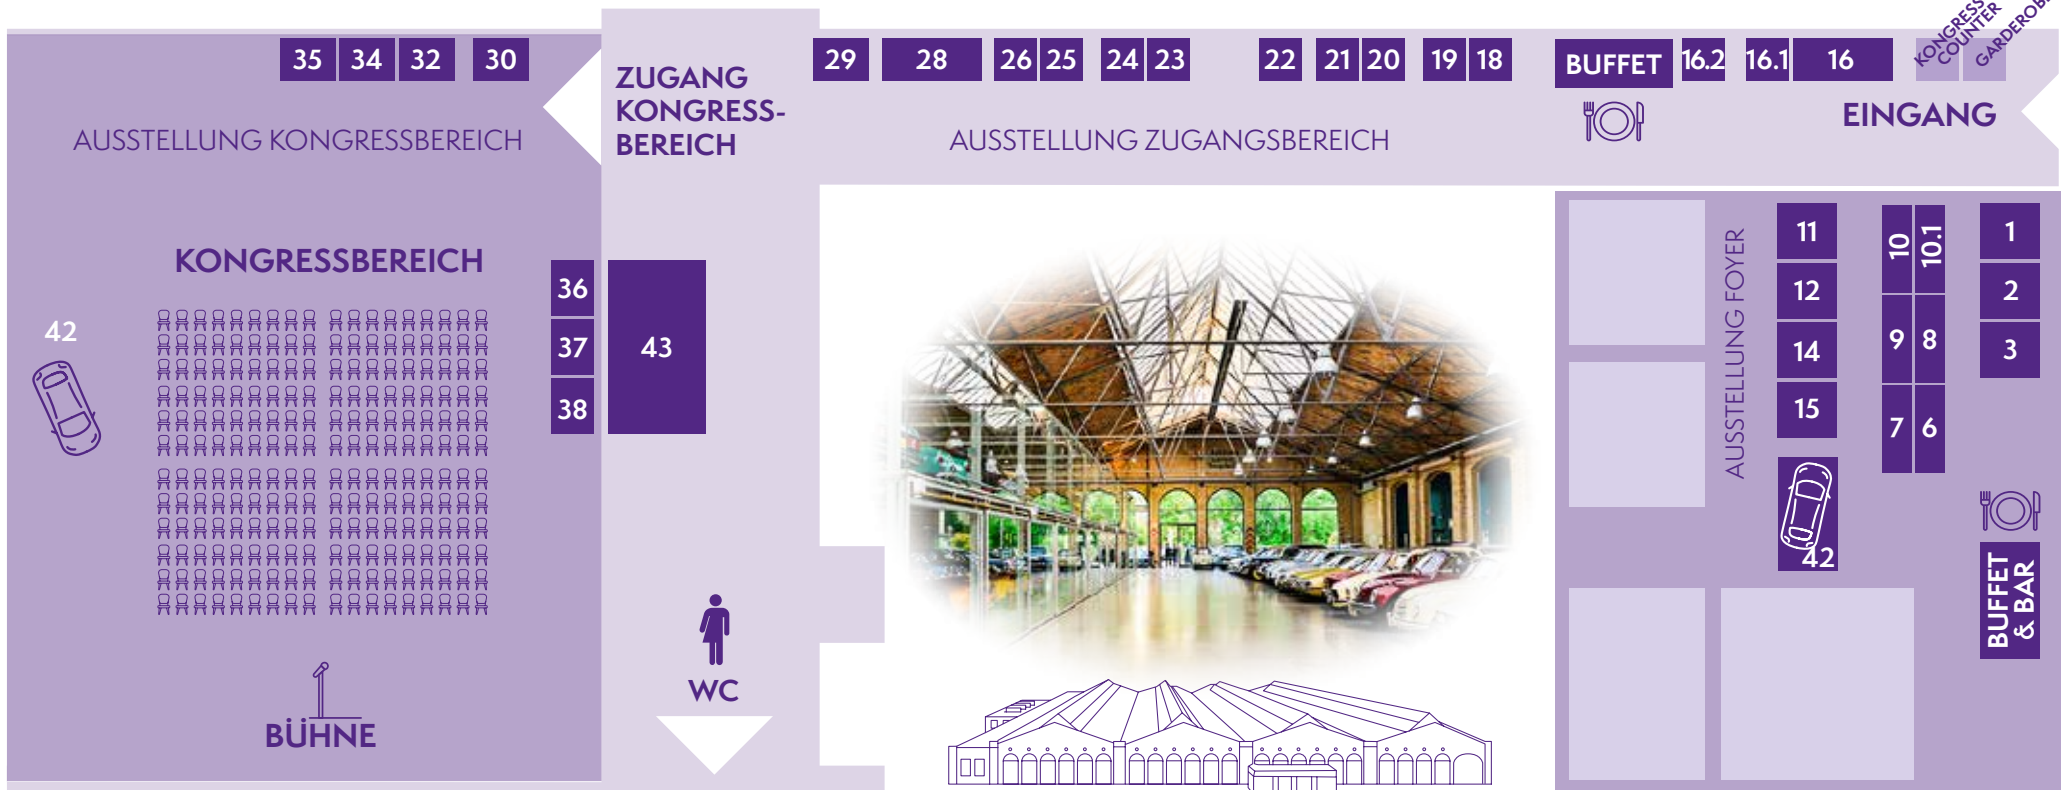 35 34 32 30
ZUGANG
KONGRESS-
BEREICH
29 28 26 25 24 23 22 21 20 19 18
BUFFET
16.2 16.1 16
KONGRESS
COUNTER
GARDEROBE
EINGANG
AUSSTELLUNG KONGRESSBEREICH
AUSSTELLUNG ZUGANGSBEREICH
KONGRESSBEREICH
42
36
37
38
43
BÜHNE
WC
AUSSTELLUNG FOYER
11
12
14
15
42
10 10.1
9 8
7 6
1
2
3
BUFFET
& BAR